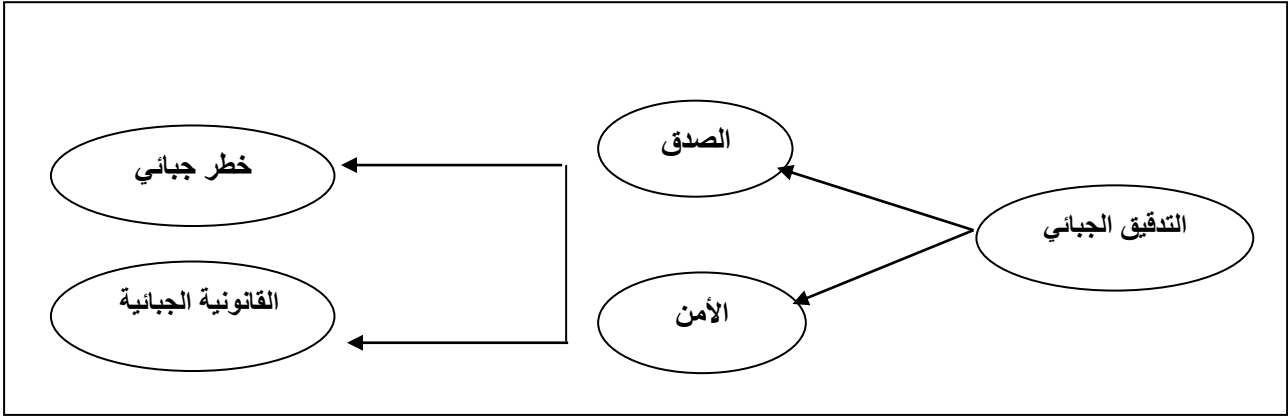 التدقيق الجبائي
الصدق
الأمن
خطر جبائي
القانونية الجبائية